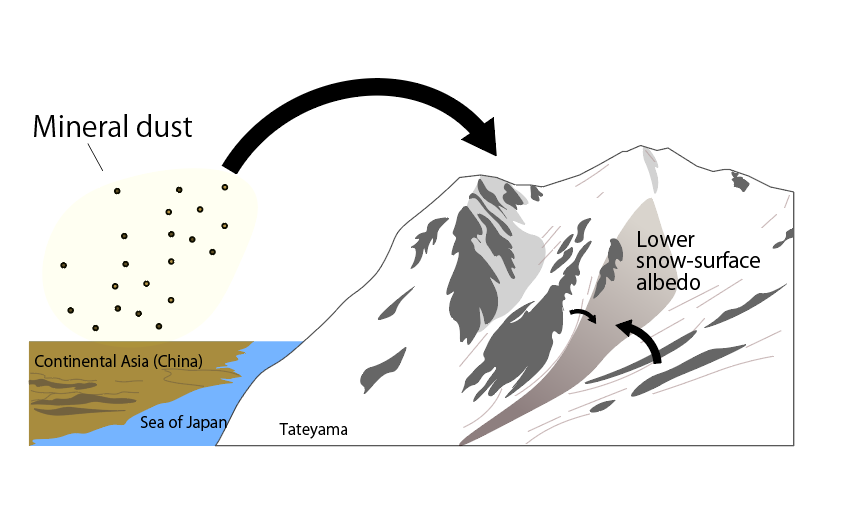 Mineral dust
Lower
snow-surface
albedo
Continental Asia (China)
Sea of Japan
Tateyama